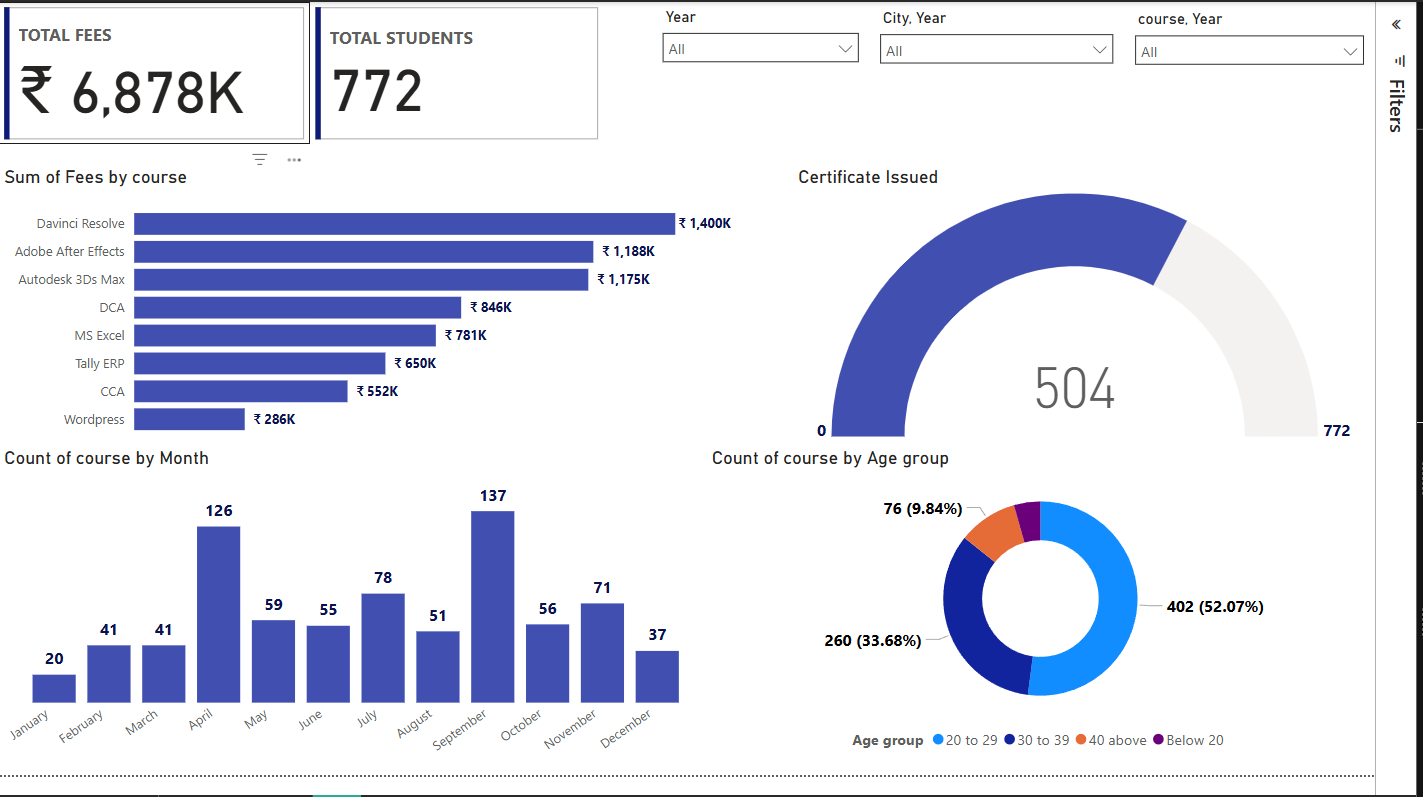 TOTAL FEES
₹ 6,878K
TOTAL STUDENTS
772
Year
All
City, Year
All
course, Year
All
Filters
Sum of Fees by course
Davinci Resolve ₹ 1,400K
Adobe After Effects ₹ 1,188K
Autodesk 3Ds Max ₹ 1,175K
DCA ₹ 846K
MS Excel ₹ 781K
Tally ERP ₹ 650K
CCA ₹ 552K
Wordpress ₹ 286K
Certificate Issued
504
0 772
Count of course by Month
20 41 41 126 59 55 78 51 137 56 71 37
January February March April May June July August September October November December
Count of course by Age group
76 (9.84%)
402 (52.07%)
260 (33.68%)
Age group 20 to 29 30 to 39 40 above Below 20